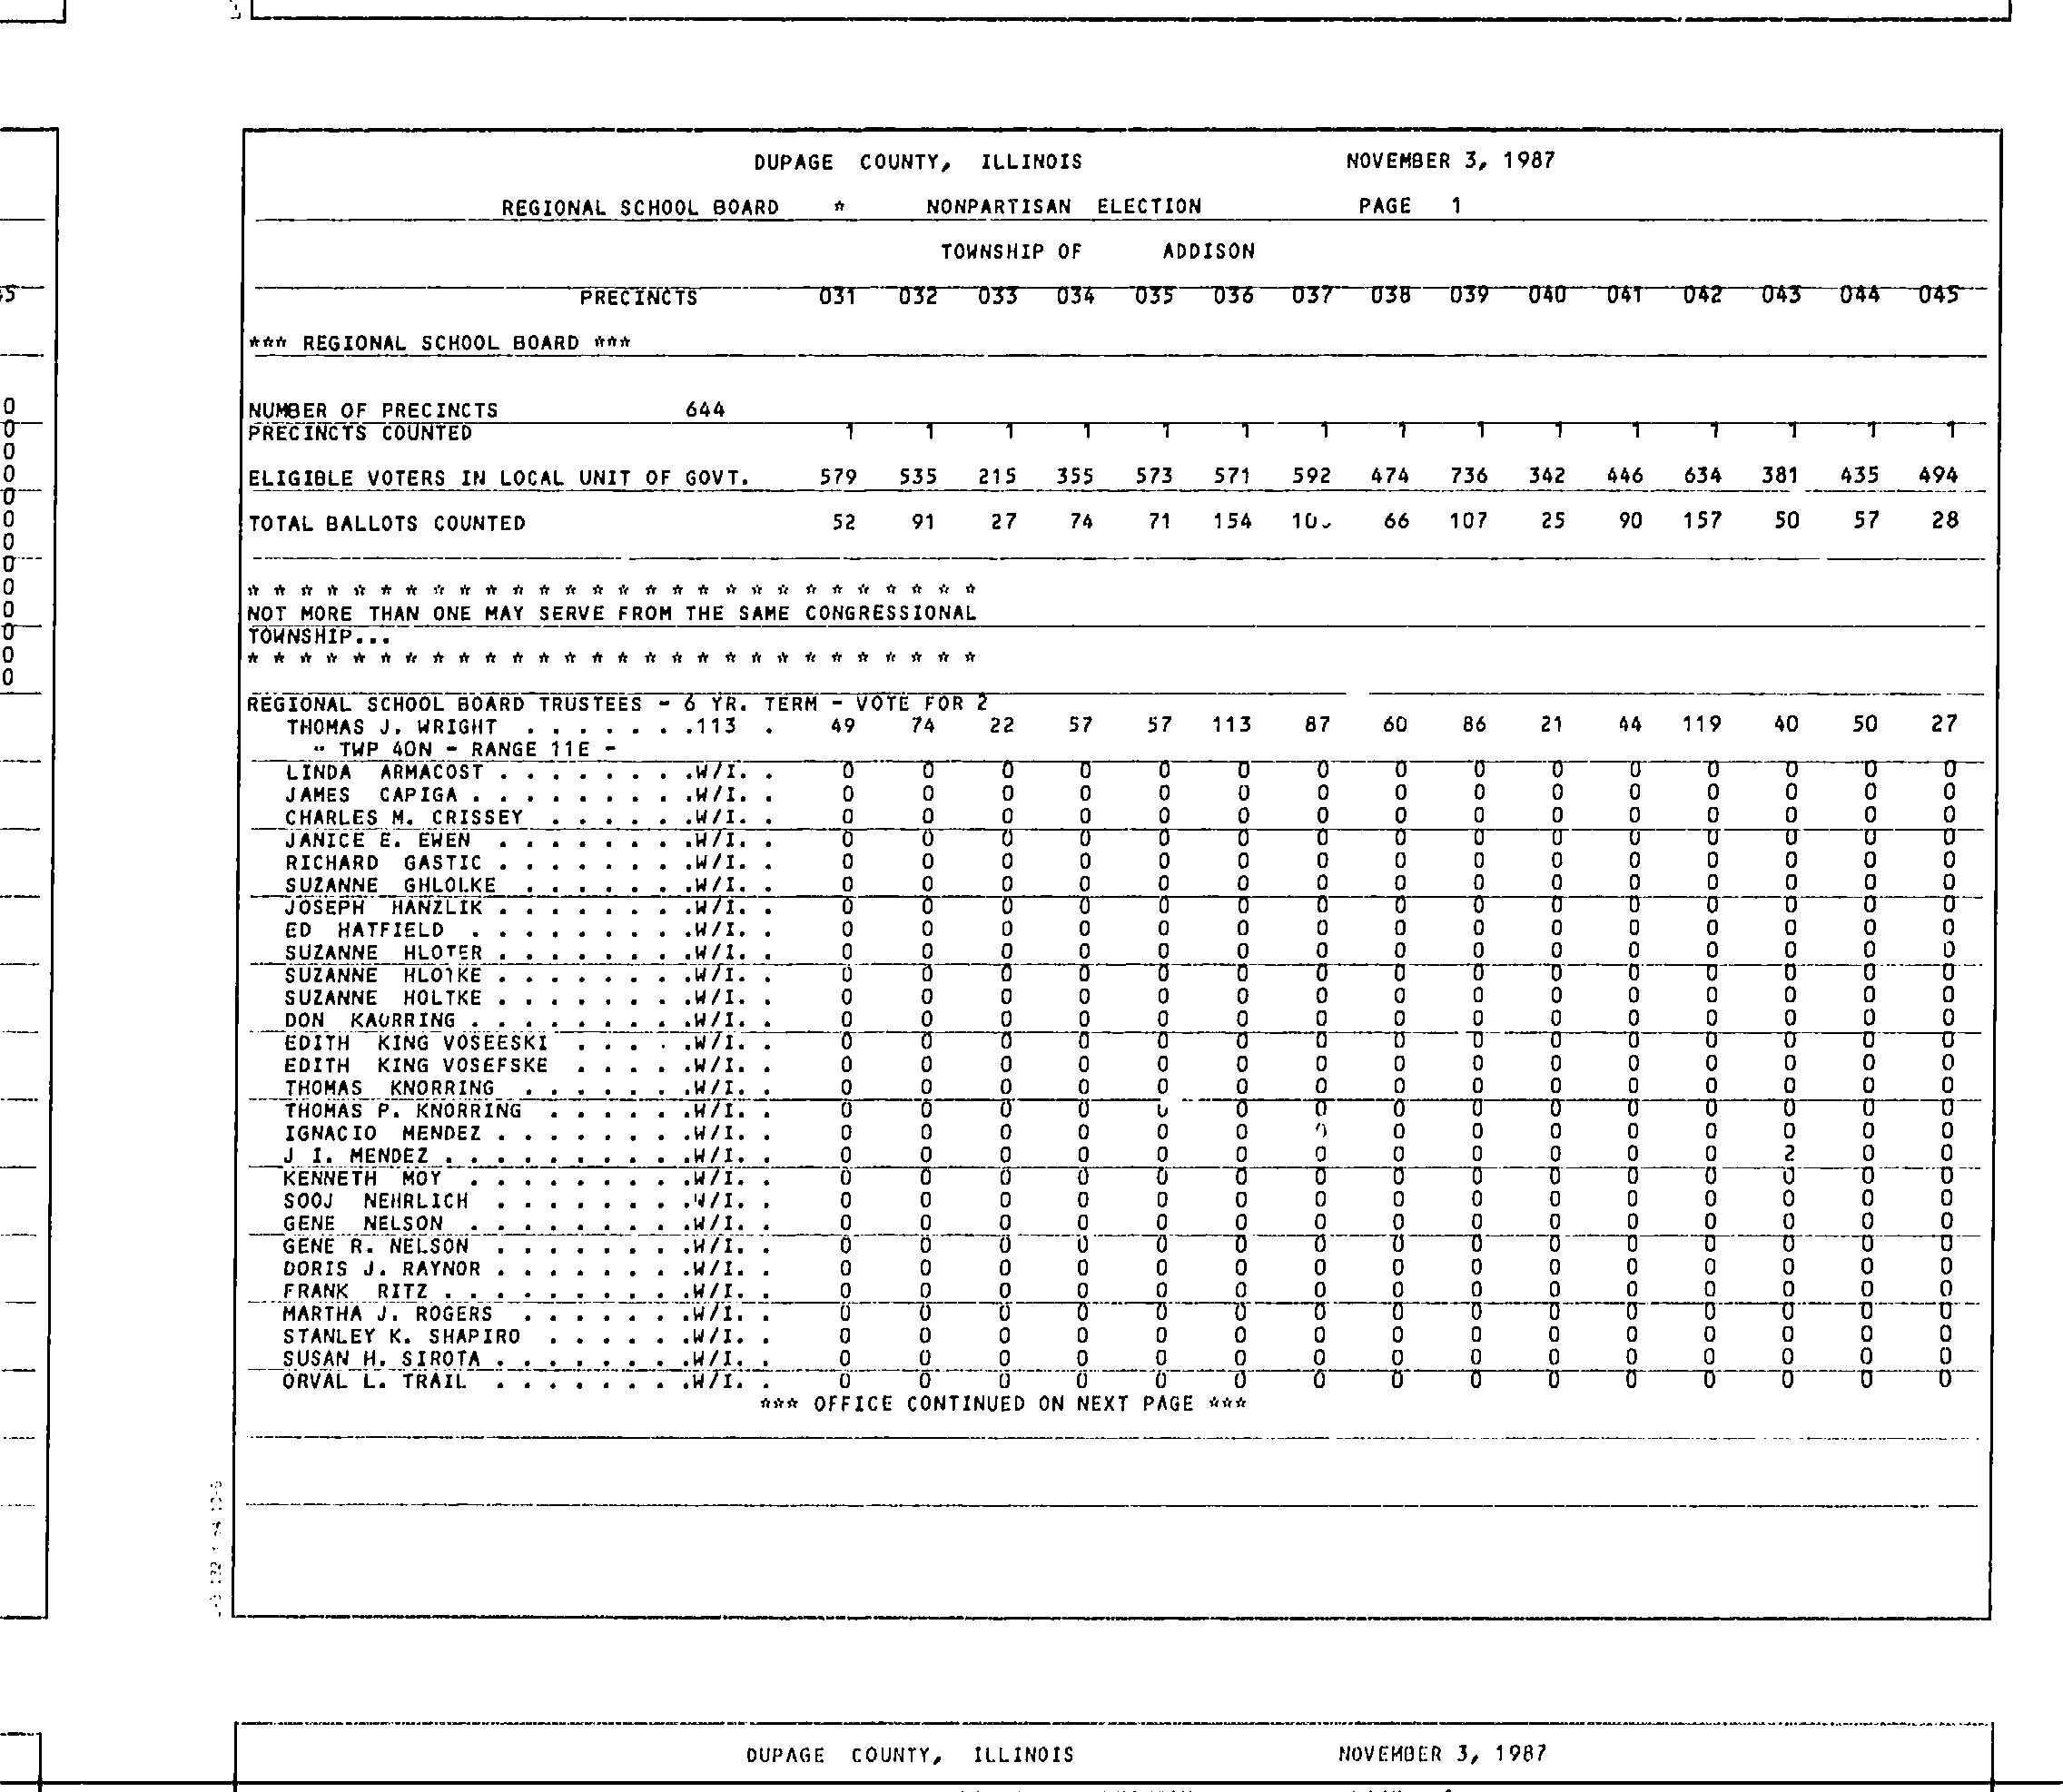 DUPAGE COUNTY, ILLINOIS NOVEMBER 3, 1987
REGIONAL SCHOOL BOARD * NONPARTISAN ELECTION PAGE 1
TOWNSHIP OF ADDISON
PRECINCTS 031 032 033 034 035 036 037 038 039 040 041 042 043 044 045
*** REGIONAL SCHOOL BOARD ***
NUMBER OF PRECINCTS 644
PRECINCTS COUNTED 1 1 1 1 1 1 1 1 1 1 1 1 1 1 1
ELIGIBLE VOTERS IN LOCAL UNIT OF GOVT. 579 535 215 355 573 571 592 474 736 342 446 634 381 435 494
TOTAL BALLOTS COUNTED 52 91 27 74 71 154 66 107 25 90 157 50 57 28
* * * * * * * * * * * * * * * * * * * * * * * * * * * *
NOT MORE THAN ONE MAY SERVE FROM THE SAME CONGRESSIONAL
TOWNSHIP...
* * * * * * * * * * * * * * * * * * * * * * * * * * * *
REGIONAL SCHOOL BOARD TRUSTEES - 6 YR. TERM - VOTE FOR 2
THOMAS J. WRIGHT . . . . . . .113 . 49 74 22 57 57 113 87 60 86 21 44 119 40 50 27
- TWP 40N - RANGE 11E -
LINDA ARMACOST . . . . . . . .W/I. . 0 0 0 0 0 0 0 0 0 0 0 0 0 0 0
JAMES CAPIGA . . . . . . . . .W/I. . 0 0 0 0 0 0 0 0 0 0 0 0 0 0 0
CHARLES M. CRISSEY . . . . . .W/I. . 0 0 0 0 0 0 0 0 0 0 0 0 0 0 0
JANICE E. EWEN . . . . . . . .W/I. . 0 0 0 0 0 0 0 0 0 0 0 0 0 0 0
RICHARD GASTIC . . . . . . . .W/I. . 0 0 0 0 0 0 0 0 0 0 0 0 0 0 0
SUZANNE GHLOLKE . . . . . . .W/I. . 0 0 0 0 0 0 0 0 0 0 0 0 0 0 0
JOSEPH HANZLIK . . . . . . . .W/I. . 0 0 0 0 0 0 0 0 0 0 0 0 0 0 0
ED HATFIELD . . . . . . . . .W/I. . 0 0 0 0 0 0 0 0 0 0 0 0 0 0 0
SUZANNE HLOTER . . . . . . . .W/I. . 0 0 0 0 0 0 0 0 0 0 0 0 0 0 0
SUZANNE HLOTKE . . . . . . . .W/I. . 0 0 0 0 0 0 0 0 0 0 0 0 0 0 0
SUZANNE HOLTKE . . . . . . . .W/I. . 0 0 0 0 0 0 0 0 0 0 0 0 0 0 0
DON KAURRING . . . . . . . . .W/I. . 0 0 0 0 0 0 0 0 0 0 0 0 0 0 0
EDITH KING VOSEESKI . . . . .W/I. . 0 0 0 0 0 0 0 0 0 0 0 0 0 0 0
EDITH KING VOSEFSKE . . . . .W/I. . 0 0 0 0 0 0 0 0 0 0 0 0 0 0 0
THOMAS KNORRING . . . . . . .W/I. . 0 0 0 0 0 0 0 0 0 0 0 0 0 0 0
THOMAS P. KNORRING . . . . . .W/I. . 0 0 0 0 0 0 0 0 0 0 0 0 0 0 0
IGNACIO MENDEZ . . . . . . . .W/I. . 0 0 0 0 0 0 0 0 0 0 0 0 0 0 0
J I. MENDEZ . . . . . . . . . .W/I. . 0 0 0 0 0 0 0 0 0 0 0 0 2 0 0
KENNETH MOY . . . . . . . . .W/I. . 0 0 0 0 0 0 0 0 0 0 0 0 0 0 0
SOOJ NEHRLICH . . . . . . . .W/I. . 0 0 0 0 0 0 0 0 0 0 0 0 0 0 0
GENE NELSON . . . . . . . . .W/I. . 0 0 0 0 0 0 0 0 0 0 0 0 0 0 0
GENE R. NELSON . . . . . . . .W/I. . 0 0 0 0 0 0 0 0 0 0 0 0 0 0 0
DORIS J. RAYNOR . . . . . . . .W/I. . 0 0 0 0 0 0 0 0 0 0 0 0 0 0 0
FRANK RITZ . . . . . . . . . .W/I. . 0 0 0 0 0 0 0 0 0 0 0 0 0 0 0
MARTHA J. ROGERS . . . . . . .W/I. . 0 0 0 0 0 0 0 0 0 0 0 0 0 0 0
STANLEY K. SHAPIRO . . . . . .W/I. . 0 0 0 0 0 0 0 0 0 0 0 0 0 0 0
SUSAN H. SIROTA . . . . . . . .W/I. . 0 0 0 0 0 0 0 0 0 0 0 0 0 0 0
ORVAL L. TRAIL . . . . . . . .W/I. . 0 0 0 0 0 0 0 0 0 0 0 0 0 0 0
*** OFFICE CONTINUED ON NEXT PAGE ***
DUPAGE COUNTY, ILLINOIS NOVEMBER 3, 1987